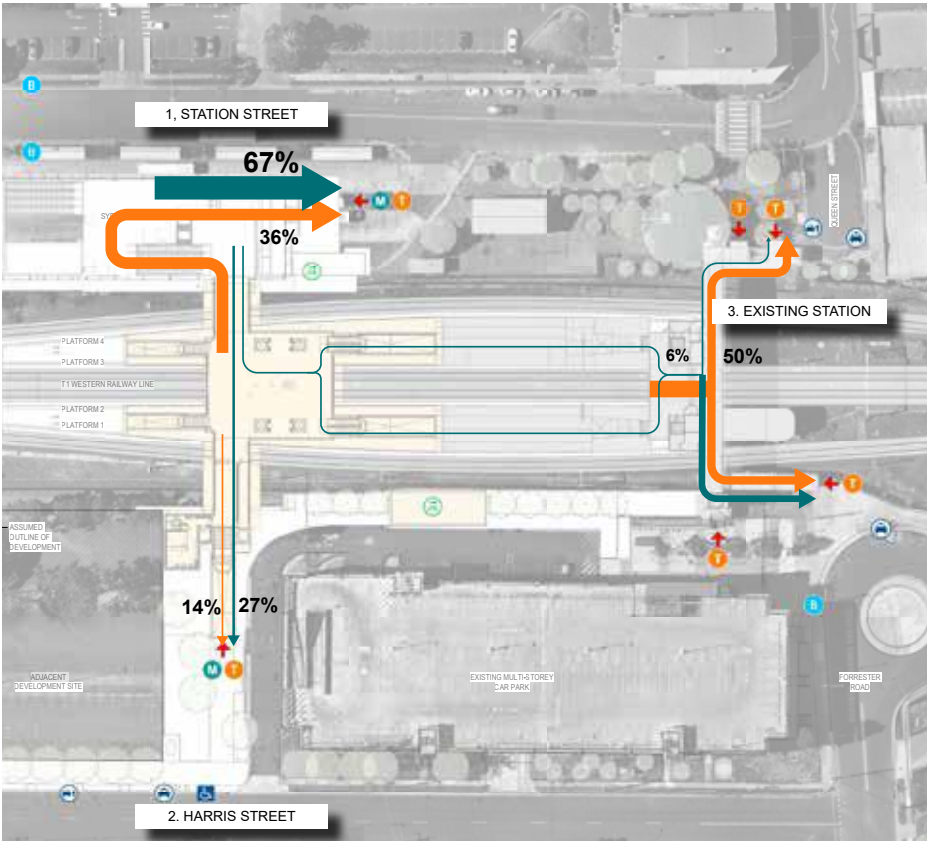 B
1, STATION STREET
B
67%
M T
36%
T T
QUEEN STREET
3. EXISTING STATION
PLATFORM 4
PLATFORM 3
6%
50%
T1 WESTERN RAILWAY LINE
PLATFORM 2
PLATFORM 1
T
ASSUMED
OUTLINE OF
DEVELOPMENT
T
14%
27%
B
M T
ADJACENT
DEVELOPMENT SITE
EXISTING MULTI-STOREY
CAR PARK
FORRESTER
ROAD
2. HARRIS STREET